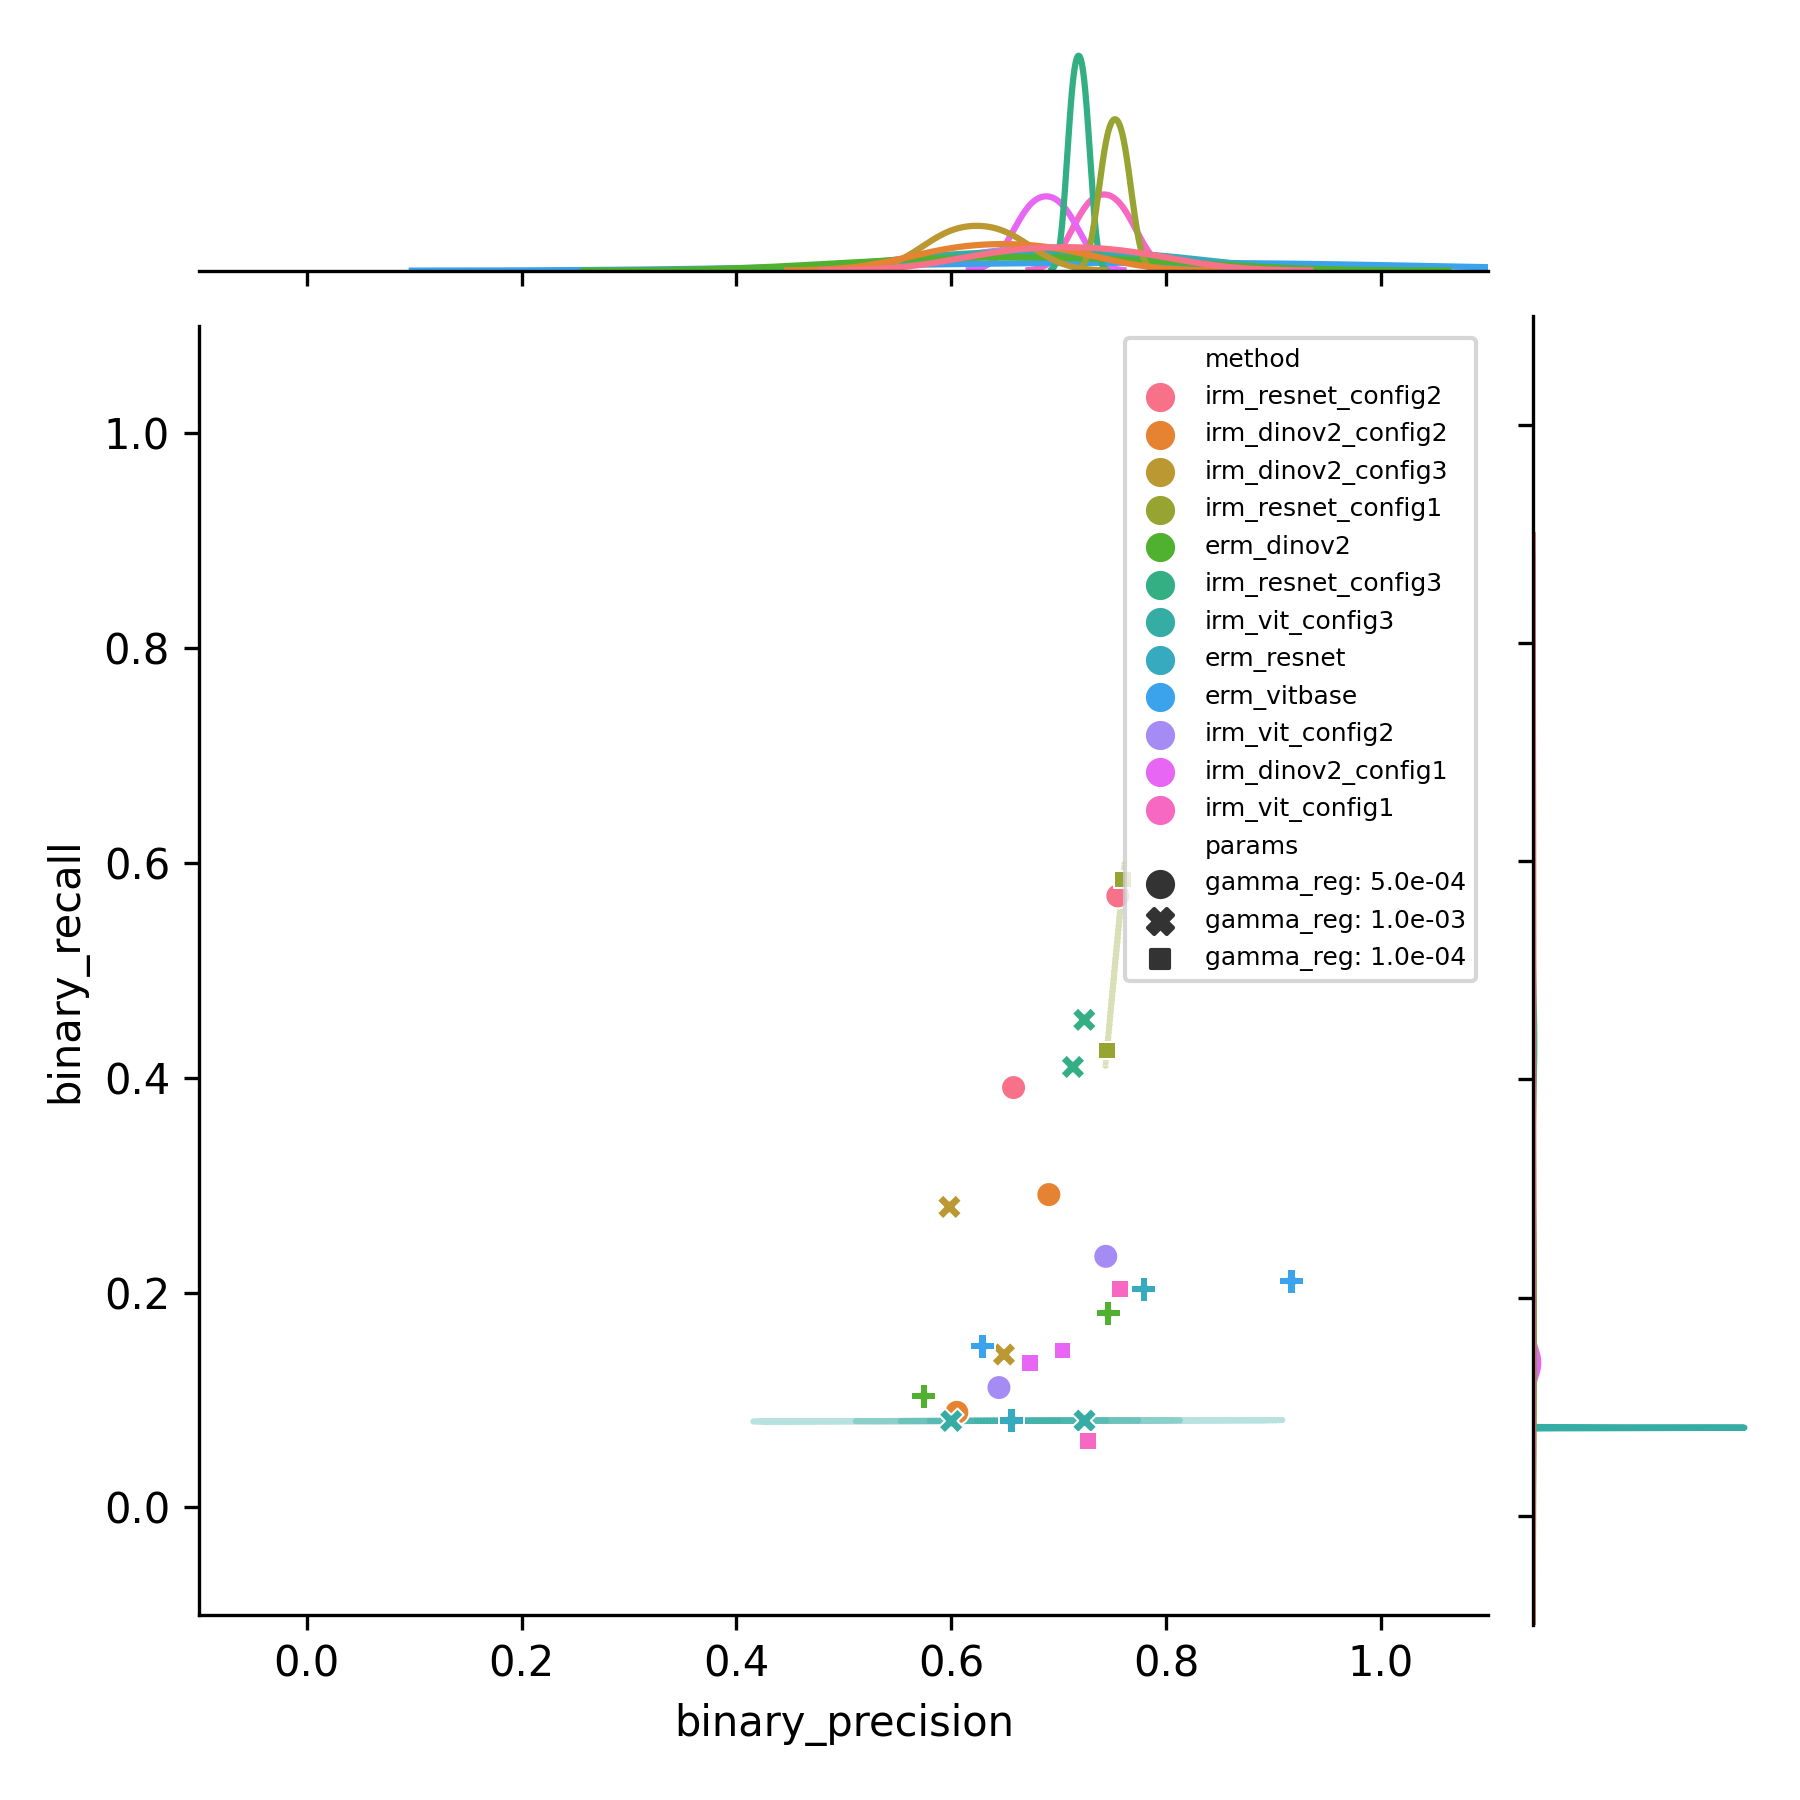 method
irm_resnet_config2
irm_dinov2_config2
irm_dinov2_config3
irm_resnet_config1
erm_dinov2
irm_resnet_config3
irm_vit_config3
erm_resnet
erm_vitbase
irm_vit_config2
irm_dinov2_config1
irm_vit_config1
params
gamma_reg: 5.0e-04
gamma_reg: 1.0e-03
gamma_reg: 1.0e-04
1.0
0.8
0.6
0.4
0.2
0.0
binary_recall
0.0 0.2 0.4 0.6 0.8 1.0
binary_precision